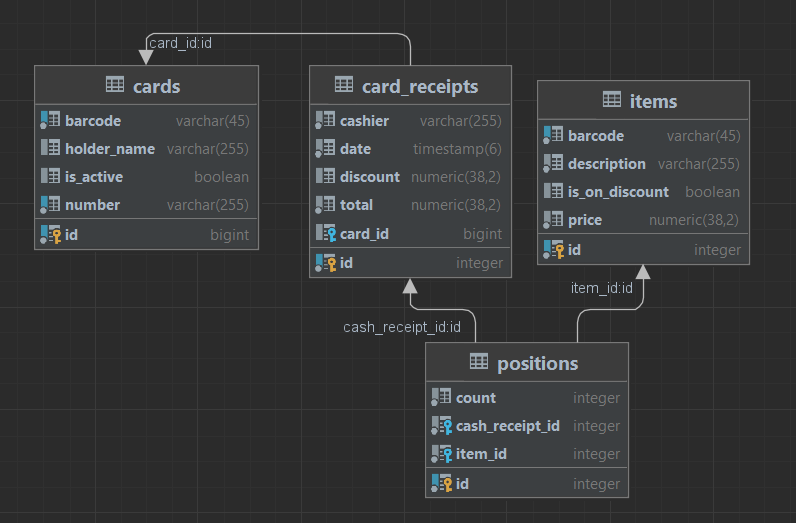 card_id:id
cards
barcode varchar(45)
holder_name varchar(255)
is_active boolean
number varchar(255)
id bigint
card_receipts
cashier varchar(255)
date timestamp(6)
discount numeric(38,2)
total numeric(38,2)
card_id bigint
id integer
items
barcode varchar(45)
description varchar(255)
is_on_discount boolean
price numeric(38,2)
id integer
item_id:id
cash_receipt_id:id
positions
count integer
cash_receipt_id integer
item_id integer
id integer